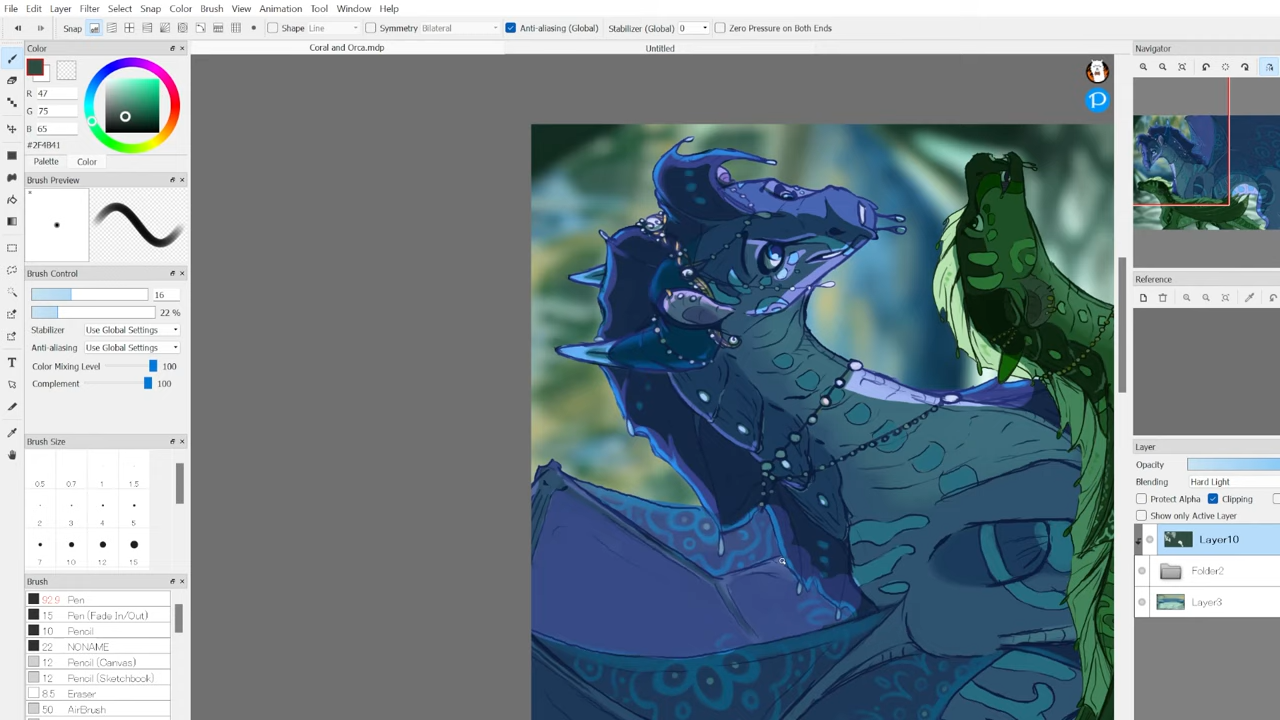 File Edit Layer Filter Select Snap Color Brush View Animation Tool Window Help
Snap Shape Line Symmetry Bilateral Anti-aliasing (Global) Stabilizer (Global) 0 Zero Pressure on Both Ends
Color Coral and Orca.mdp Untitled Navigator
R 47
G 75
B 65
#2F4B41
Palette Color
Brush Preview
Brush Control
16
22 %
Stabilizer Use Global Settings
Anti-aliasing Use Global Settings
Color Mixing Level 100
Complement 100
Brush Size
0.5 0.7 1 1.5
2 3 4 5
7 10 12 15
Brush
92.9 Pen
15 Pen (Fade In/Out)
10 Pencil
22 NONAME
12 Pencil (Canvas)
12 Pencil (Sketchbook)
8.5 Eraser
50 AirBrush
Reference
Layer
Opacity
Blending Hard Light
Protect Alpha Clipping
Show only Active Layer
Layer10
Folder2
Layer3